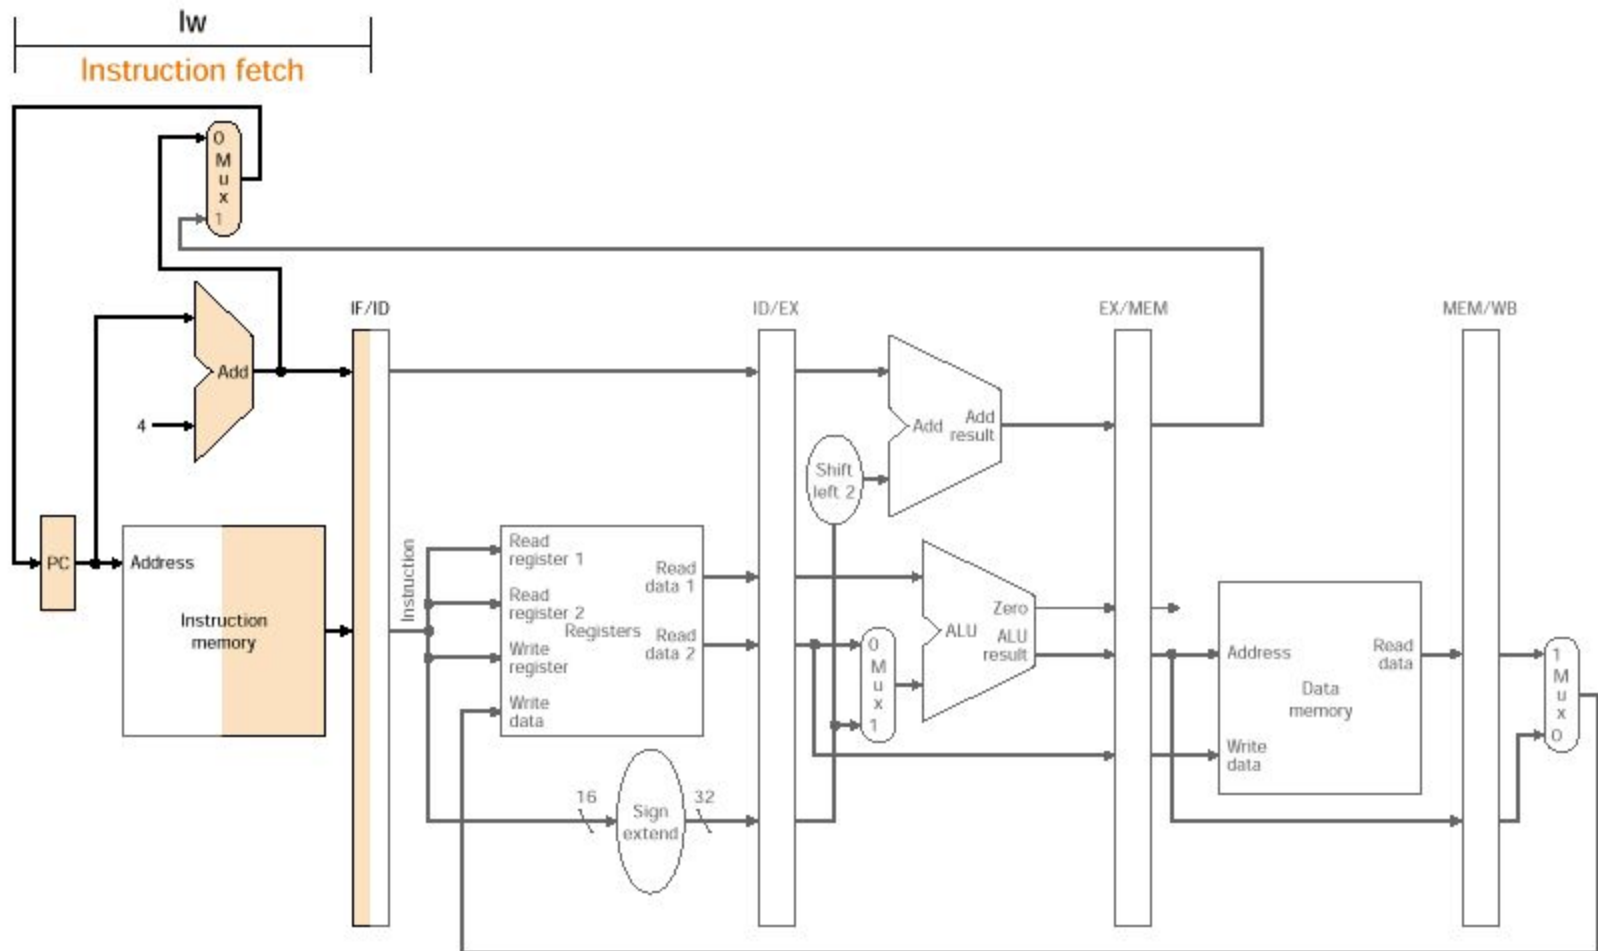 lw
Instruction fetch
0
M
u
x
1
Add
4
PC
Address
Instruction
memory
IF/ID
Instruction
Read
register 1
Read
register 2
Write
register
Write
data
Registers
Read
data 1
Read
data 2
16
Sign
extend
32
ID/EX
Shift
left 2
Add
Add
result
0
M
u
x
1
ALU
Zero
ALU
result
EX/MEM
Address
Write
data
Data
memory
Read
data
MEM/WB
1
M
u
x
0